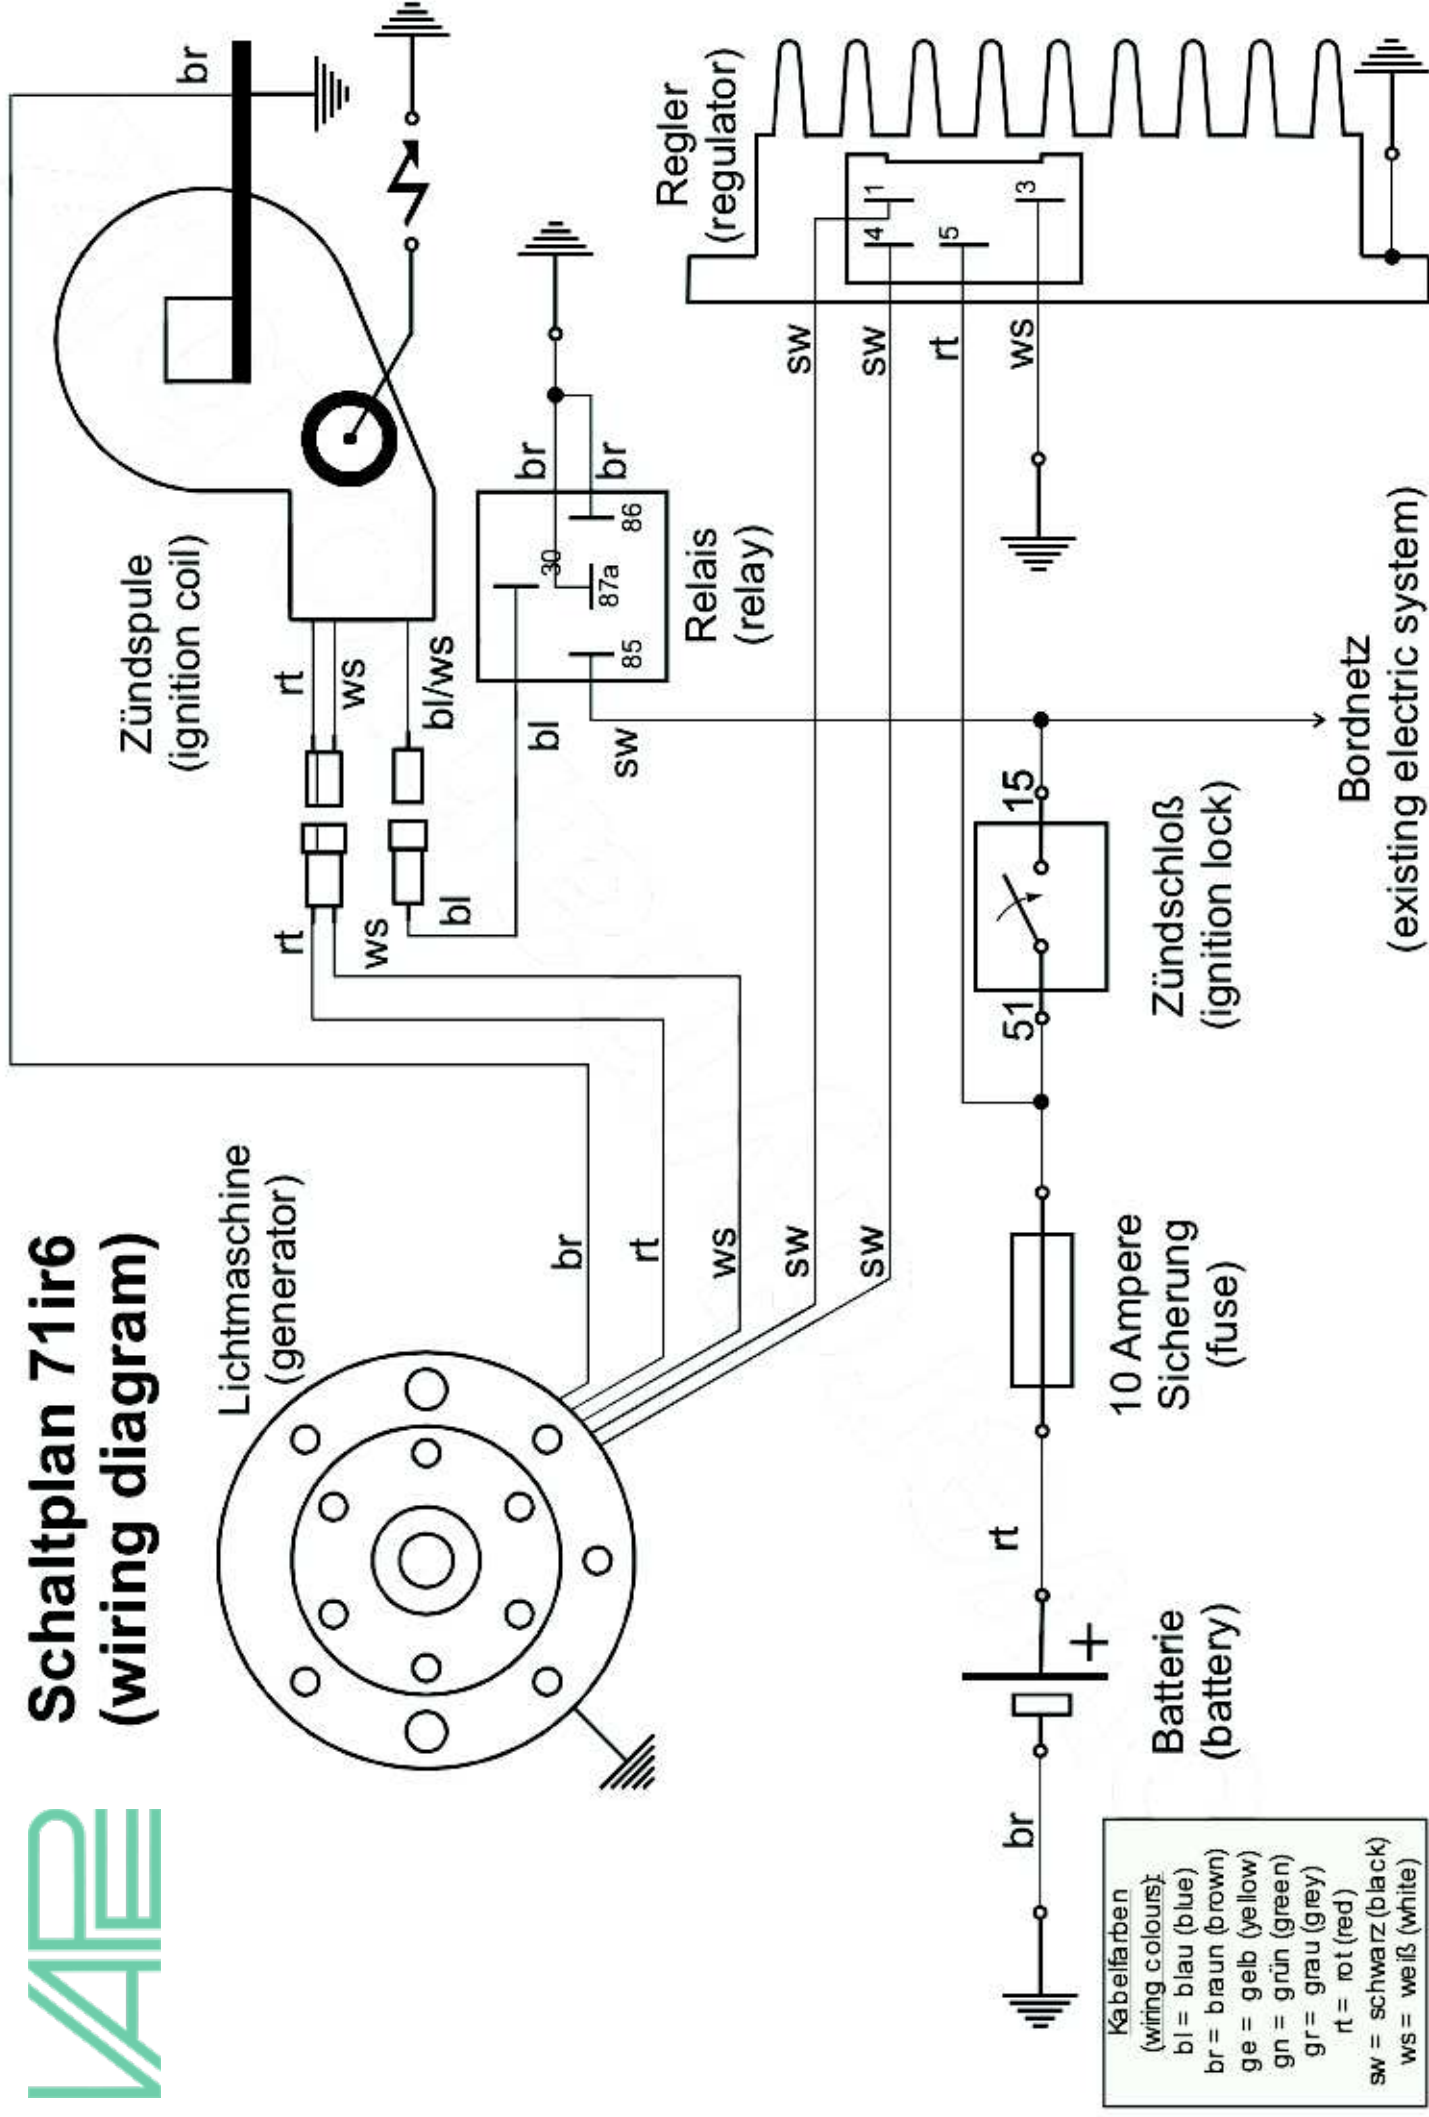 VAPE
Schaltplan 71ir6
(wiring diagram)
Lichtmaschine
(generator)
Zündspule
(ignition coil)
br
rt
ws
bl/ws
rt
ws
bl
bl
sw
br
br
30
87a
86
85
Relais
(relay)
br
rt
ws
sw
sw
Regler
(regulator)
1
4
5
3
sw
sw
rt
ws
15
51
Zündschloß
(ignition lock)
Bordnetz
(existing electric system)
10 Ampere
Sicherung
(fuse)
rt
+
Batterie
(battery)
br
Kabelfarben
(wiring colours):
bl = blau (blue)
br = braun (brown)
ge = gelb (yellow)
gn = grün (green)
gr = grau (grey)
rt = rot (red)
sw = schwarz (black)
ws = weiß (white)